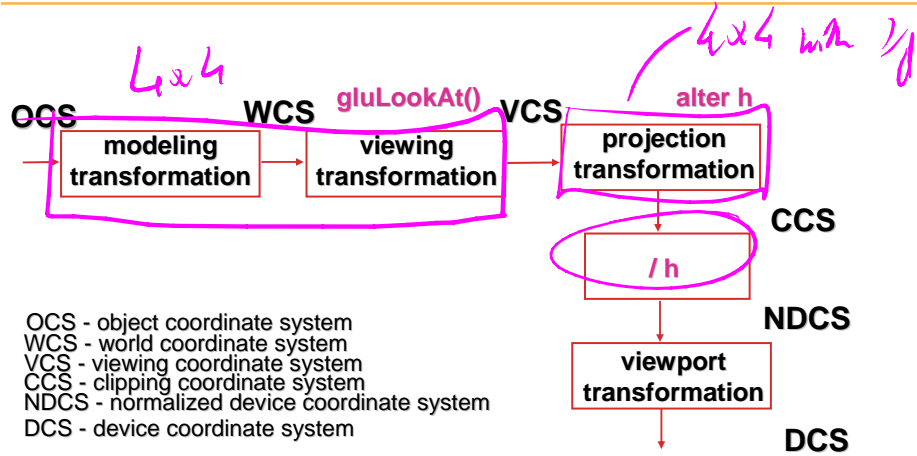 4x4
4x4 with
OCS WCS gluLookAt() VCS alter h
modeling transformation
viewing transformation
projection transformation
CCS
/ h
NDCS
viewport transformation
DCS
OCS - object coordinate system
WCS - world coordinate system
VCS - viewing coordinate system
CCS - clipping coordinate system
NDCS - normalized device coordinate system
DCS - device coordinate system